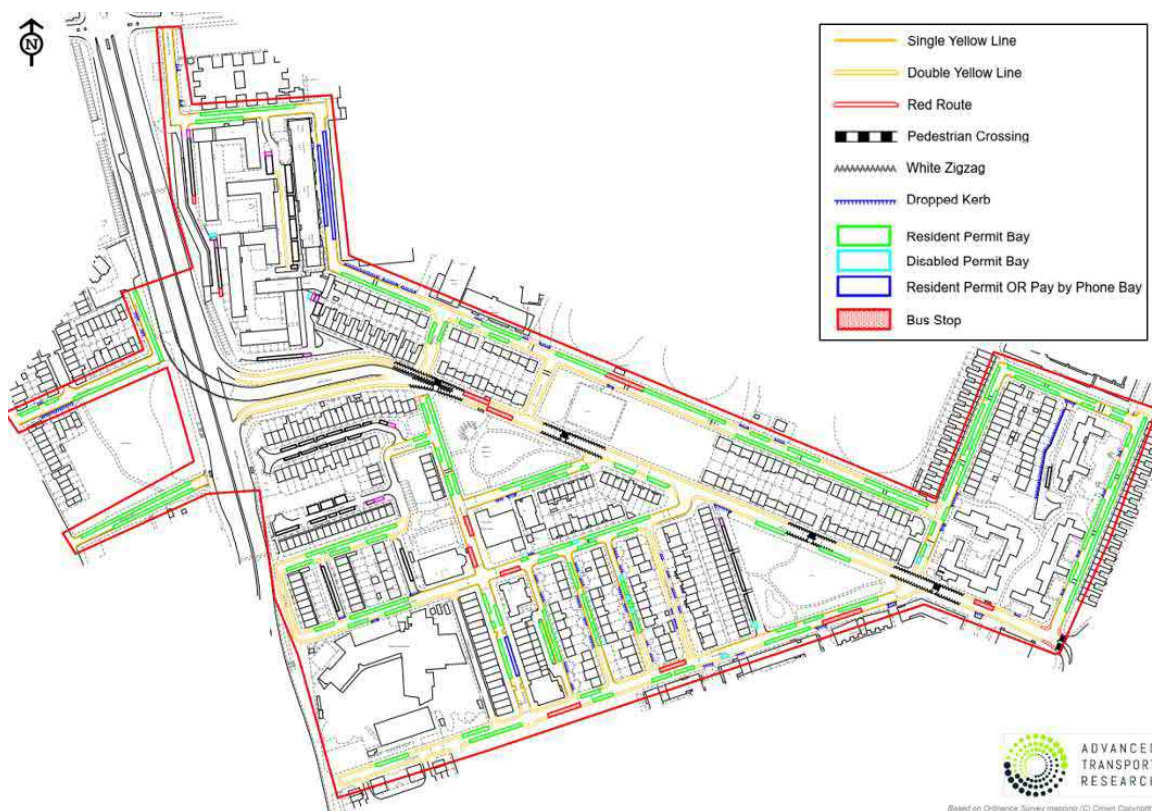 N
Single Yellow Line
Double Yellow Line
Red Route
Pedestrian Crossing
White Zigzag
Dropped Kerb
Resident Permit Bay
Disabled Permit Bay
Resident Permit OR Pay by Phone Bay
Bus Stop
ADVANCED
TRANSPORT
RESEARCH
Based on Ordnance Survey mapping (C) Crown Copyright